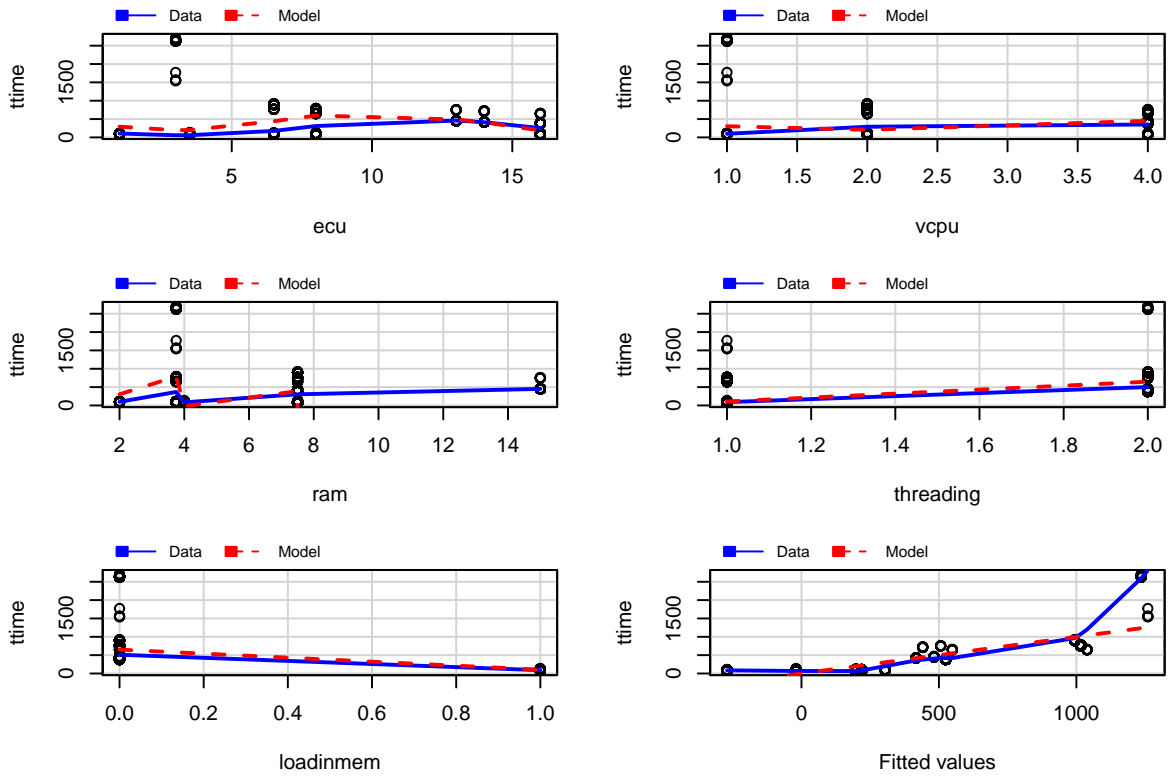 Data Model
Data Model
ttime
0 1500
5 10 15
ecu
ttime
0 1500
1.0 1.5 2.0 2.5 3.0 3.5 4.0
vcpu
Data Model
Data Model
ttime
0 1500
2 4 6 8 10 12 14
ram
ttime
0 1500
1.0 1.2 1.4 1.6 1.8 2.0
threading
Data Model
Data Model
ttime
0 1500
0.0 0.2 0.4 0.6 0.8 1.0
loadinmem
ttime
0 1500
0 500 1000
Fitted values